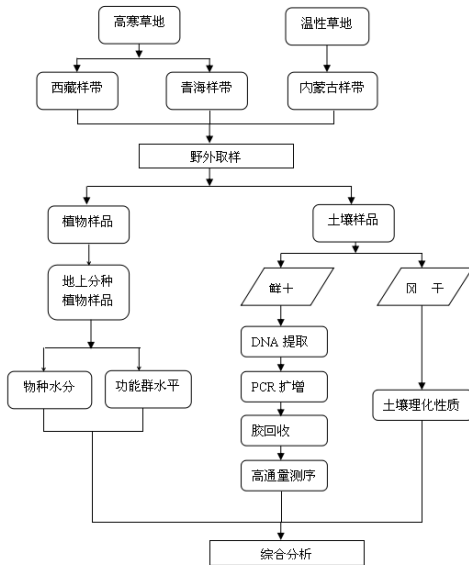 高寒草地
温性草地
西藏样带
青海样带
内蒙古样带
野外取样
植物样品
土壤样品
地上分种
植物样品
鲜十
风 干
DNA 提取
物种水分
功能群水平
PCR 扩增
土壤理化性质
胶回收
高通量测序
综合分析